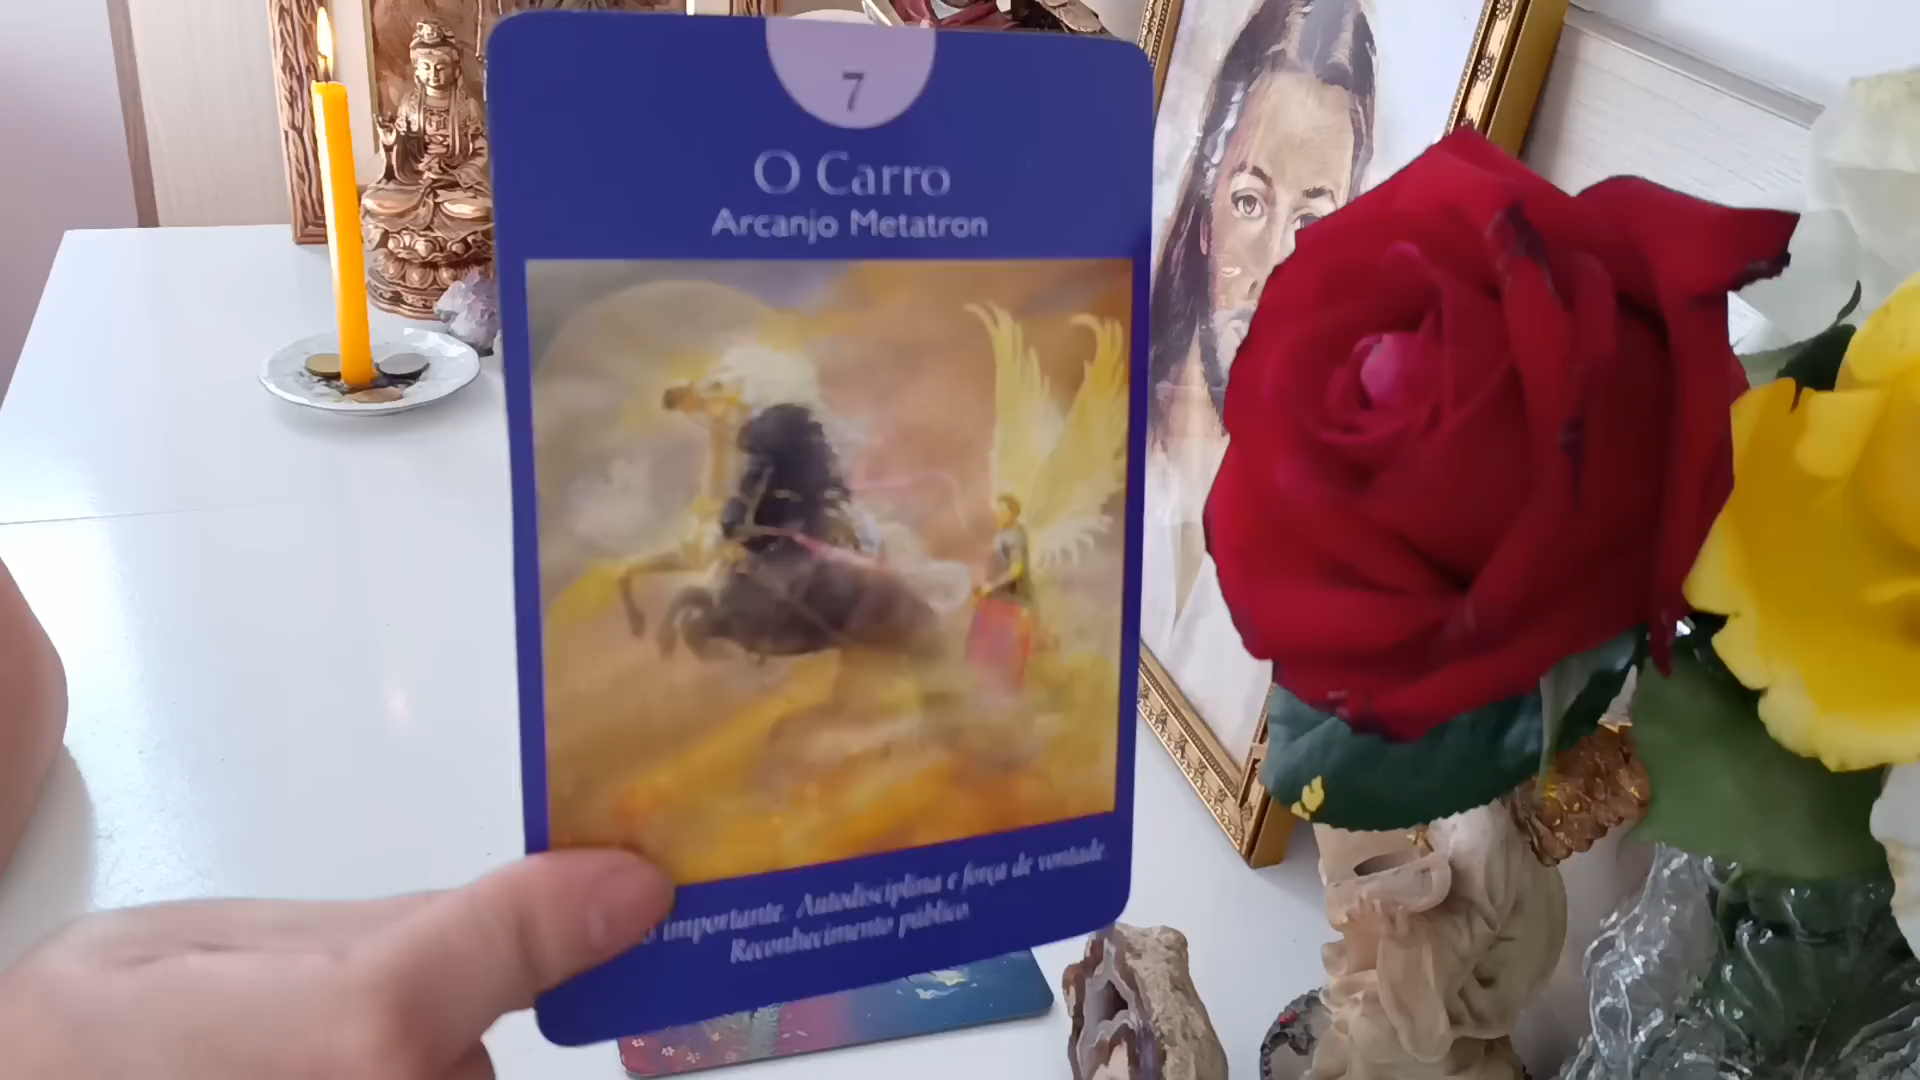 7
O Carro
Arcanjo Metatron
importante. Autodisciplina e força de vontade.
Reconhecimento público.